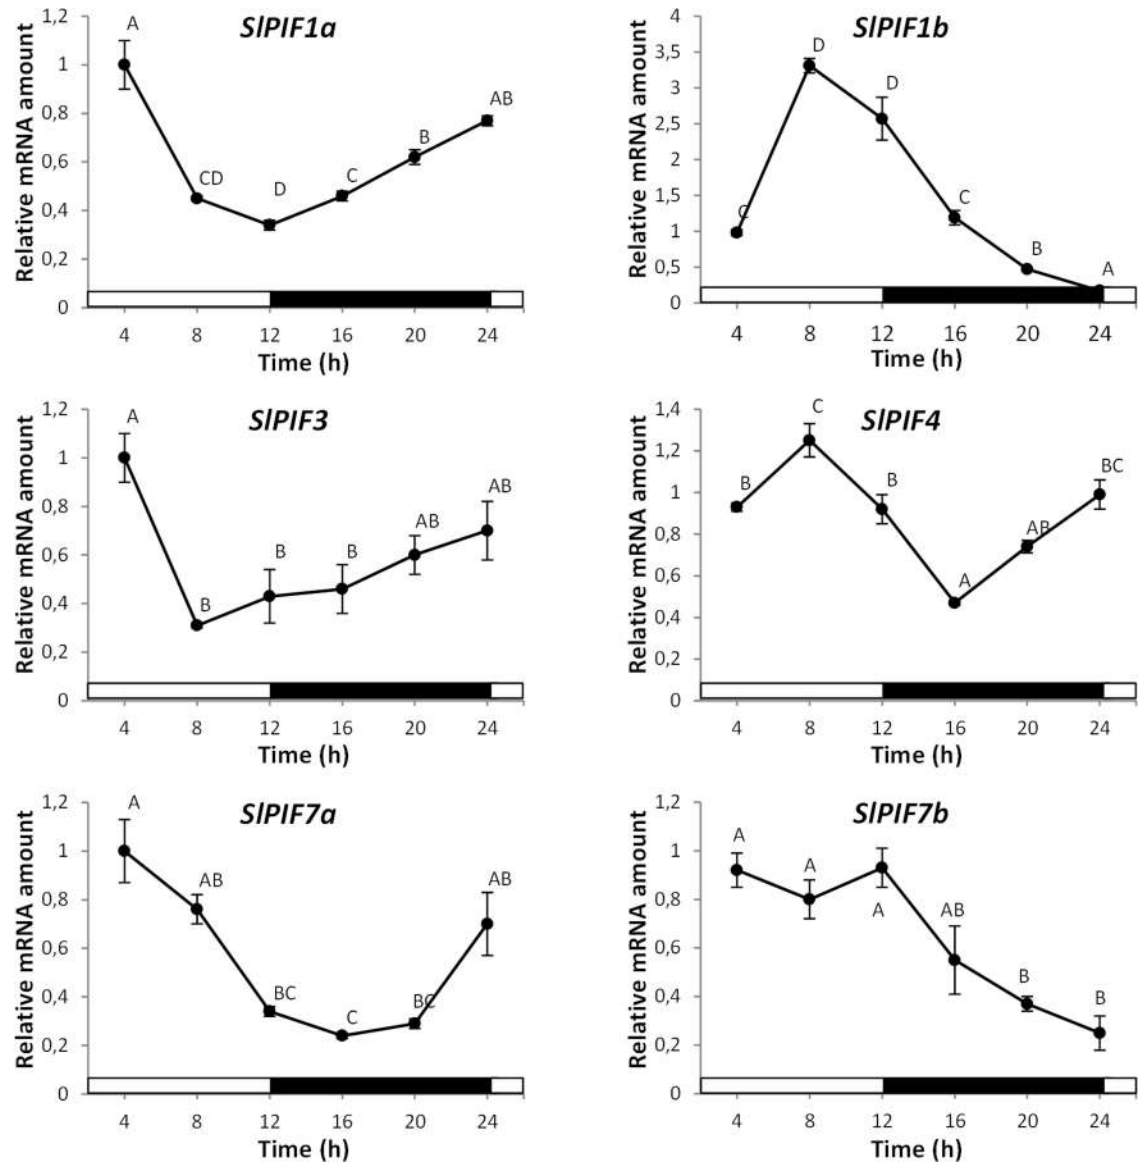 SlPIF1a
Relative mRNA amount
1,2
1
0,8
0,6
0,4
0,2
0
A
CD
D
C
B
AB
4 8 12 16 20 24
Time (h)
SlPIF1b
Relative mRNA amount
4
3,5
3
2,5
2
1,5
1
0,5
0
C
D
D
C
B
A
4 8 12 16 20 24
Time (h)
SlPIF3
Relative mRNA amount
1,2
1
0,8
0,6
0,4
0,2
0
A
B
B
B
AB
AB
4 8 12 16 20 24
Time (h)
SlPIF4
Relative mRNA amount
1,4
1,2
1
0,8
0,6
0,4
0,2
0
B
C
B
A
AB
BC
4 8 12 16 20 24
Time (h)
SlPIF7a
Relative mRNA amount
1,2
1
0,8
0,6
0,4
0,2
0
A
AB
BC
C
BC
AB
4 8 12 16 20 24
Time (h)
SlPIF7b
Relative mRNA amount
1,2
1
0,8
0,6
0,4
0,2
0
A
A
A
AB
B
B
4 8 12 16 20 24
Time (h)